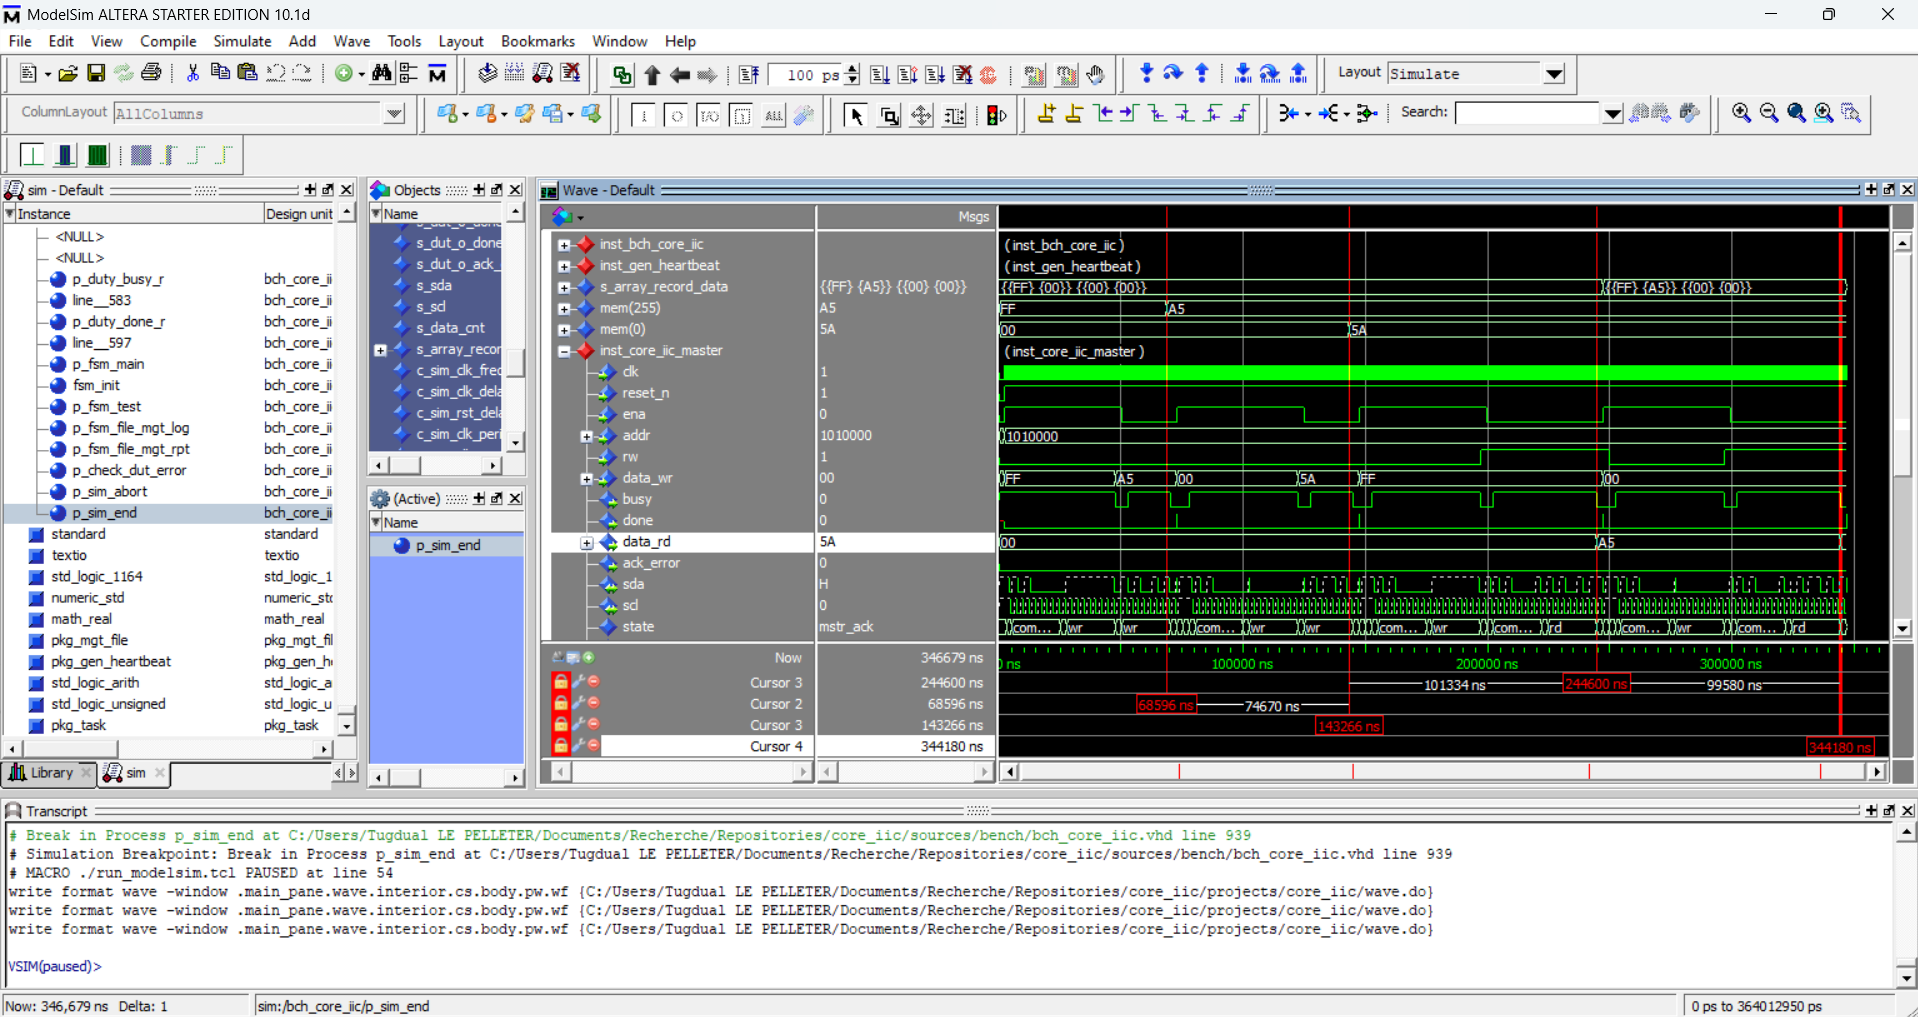 ModelSim ALTERA STARTER EDITION 10.1d
File Edit View Compile Simulate Add Wave Tools Layout Bookmarks Window Help
100 ps
Layout Simulate
ColumnLayout AllColumns
Search:
sim - Default
Instance Design unit
<NULL>
<NULL>
p_duty_busy_r bch_core_ii
line__583 bch_core_ii
p_duty_done_r bch_core_ii
line__597 bch_core_ii
p_fsm_main bch_core_ii
fsm_init bch_core_ii
p_fsm_test bch_core_ii
p_fsm_file_mgt_log bch_core_ii
p_fsm_file_mgt_rpt bch_core_ii
p_check_dut_error bch_core_ii
p_sim_abort bch_core_ii
p_sim_end bch_core_ii
standard standard
textio textio
std_logic_1164 std_logic_1
numeric_std numeric_std
math_real math_real
pkg_mgt_file pkg_mgt_fil
pkg_gen_heartbeat pkg_gen_h
std_logic_arith std_logic_a
std_logic_unsigned std_logic_u
pkg_task pkg_task
Library sim
Objects
Name
s_dut_o_done
s_dut_o_ack_
s_sda
s_scl
s_data_cnt
s_array_recor
c_sim_clk_fred
c_sim_clk_dela
c_sim_rst_dela
c_sim_clk_peri
(Active)
Name
p_sim_end
Wave - Default
Msgs
inst_bch_core_iic (inst_bch_core_iic)
inst_gen_heartbeat (inst_gen_heartbeat)
s_array_record_data {{FF} {A5}} {{00} {00}} {{FF} {00}} {{00} {00}} {{FF} {A5}} {{00} {00}}
mem(255) A5 FF A5
mem(0) 5A 00 5A
inst_core_iic_master (inst_core_iic_master)
clk 1
reset_n 1
ena 0
addr 1010000 1010000
rw 1
data_wr 00 FF A5 00 5A FF 00
busy 0
done 0
data_rd 5A 00 A5
ack_error 0
sda H
scl 0
state mstr_ack com... wr wr com... wr wr com... wr com... rd com... wr com... rd
Now 346679 ns ns 100000 ns 200000 ns 300000 ns
Cursor 3 244600 ns 101334 ns 244600 ns 99580 ns
Cursor 2 68596 ns 68596 ns 74670 ns
Cursor 3 143266 ns 143266 ns
Cursor 4 344180 ns 344180 ns
Transcript
# Break in Process p_sim_end at C:/Users/Tugdual LE PELLETER/Documents/Recherche/Repositories/core_iic/sources/bench/bch_core_iic.vhd line 939
# Simulation Breakpoint: Break in Process p_sim_end at C:/Users/Tugdual LE PELLETER/Documents/Recherche/Repositories/core_iic/sources/bench/bch_core_iic.vhd line 939
# MACRO ./run_modelsim.tcl PAUSED at line 54
write format wave -window .main_pane.wave.interior.cs.body.pw.wf {C:/Users/Tugdual LE PELLETER/Documents/Recherche/Repositories/core_iic/projects/core_iic/wave.do}
write format wave -window .main_pane.wave.interior.cs.body.pw.wf {C:/Users/Tugdual LE PELLETER/Documents/Recherche/Repositories/core_iic/projects/core_iic/wave.do}
write format wave -window .main_pane.wave.interior.cs.body.pw.wf {C:/Users/Tugdual LE PELLETER/Documents/Recherche/Repositories/core_iic/projects/core_iic/wave.do}
VSIM(paused)>
Now: 346,679 ns Delta: 1 sim:/bch_core_iic/p_sim_end 0 ps to 364012950 ps